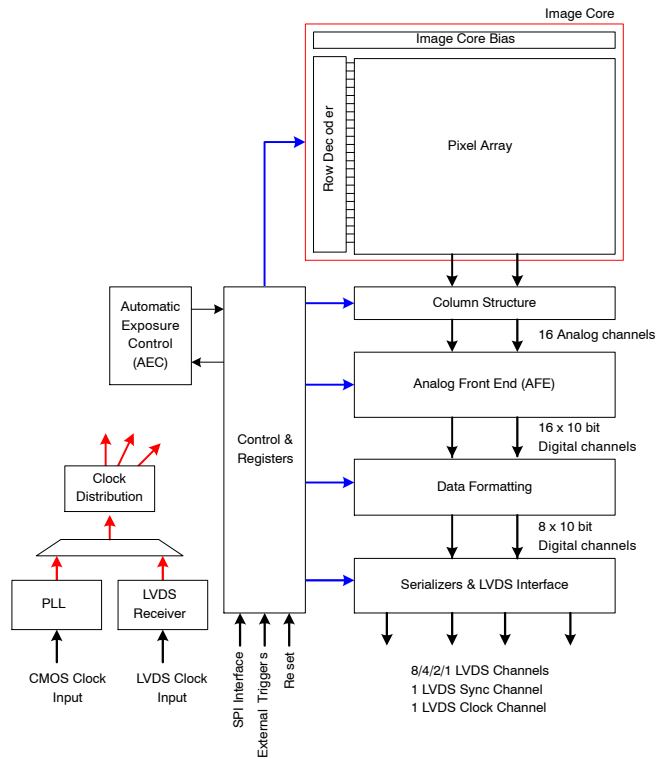 Image Core
Image Core Bias
Row Decoder
Pixel Array
Automatic
Exposure
Control
(AEC)
Column Structure
16 Analog channels
Analog Front End (AFE)
16 x 10 bit
Digital channels
Control &
Registers
Clock
Distribution
Data Formatting
8 x 10 bit
Digital channels
PLL
LVDS
Receiver
Serializers & LVDS Interface
CMOS Clock
Input
LVDS Clock
Input
SPI Interface
External Triggers
Reset
8/4/2/1 LVDS Channels
1 LVDS Sync Channel
1 LVDS Clock Channel